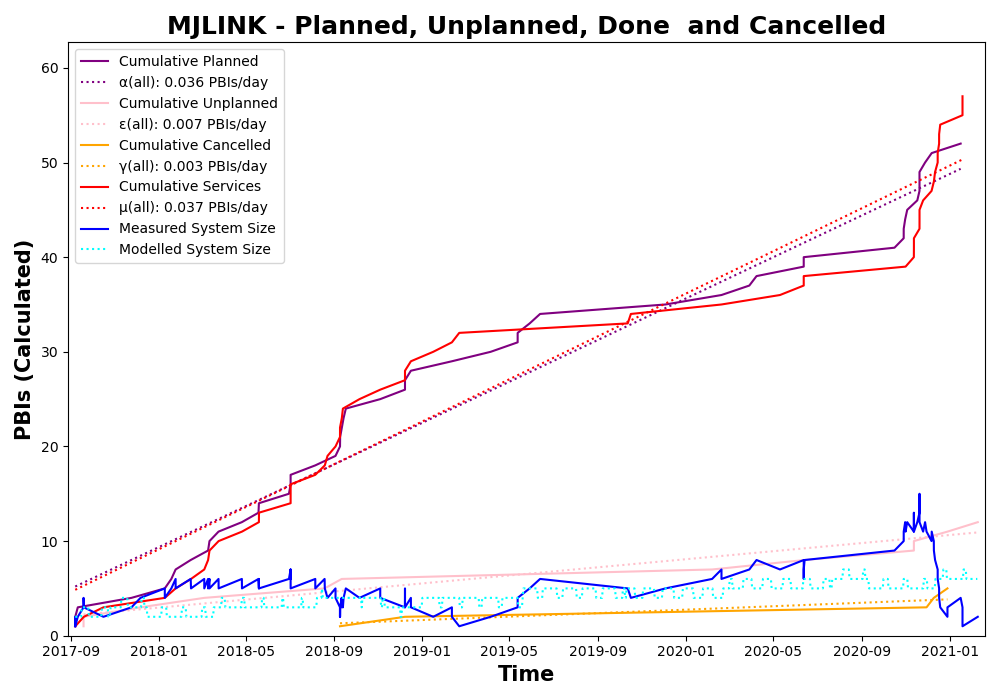 MJLINK - Planned, Unplanned, Done  and Cancelled
Cumulative Planned
α(all): 0.036 PBIs/day
Cumulative Unplanned
ε(all): 0.007 PBIs/day
Cumulative Cancelled
γ(all): 0.003 PBIs/day
Cumulative Services
μ(all): 0.037 PBIs/day
Measured System Size
Modelled System Size
PBIs (Calculated)
60
50
40
30
20
10
0
2017-09 2018-01 2018-05 2018-09 2019-01 2019-05 2019-09 2020-01 2020-05 2020-09 2021-01
Time